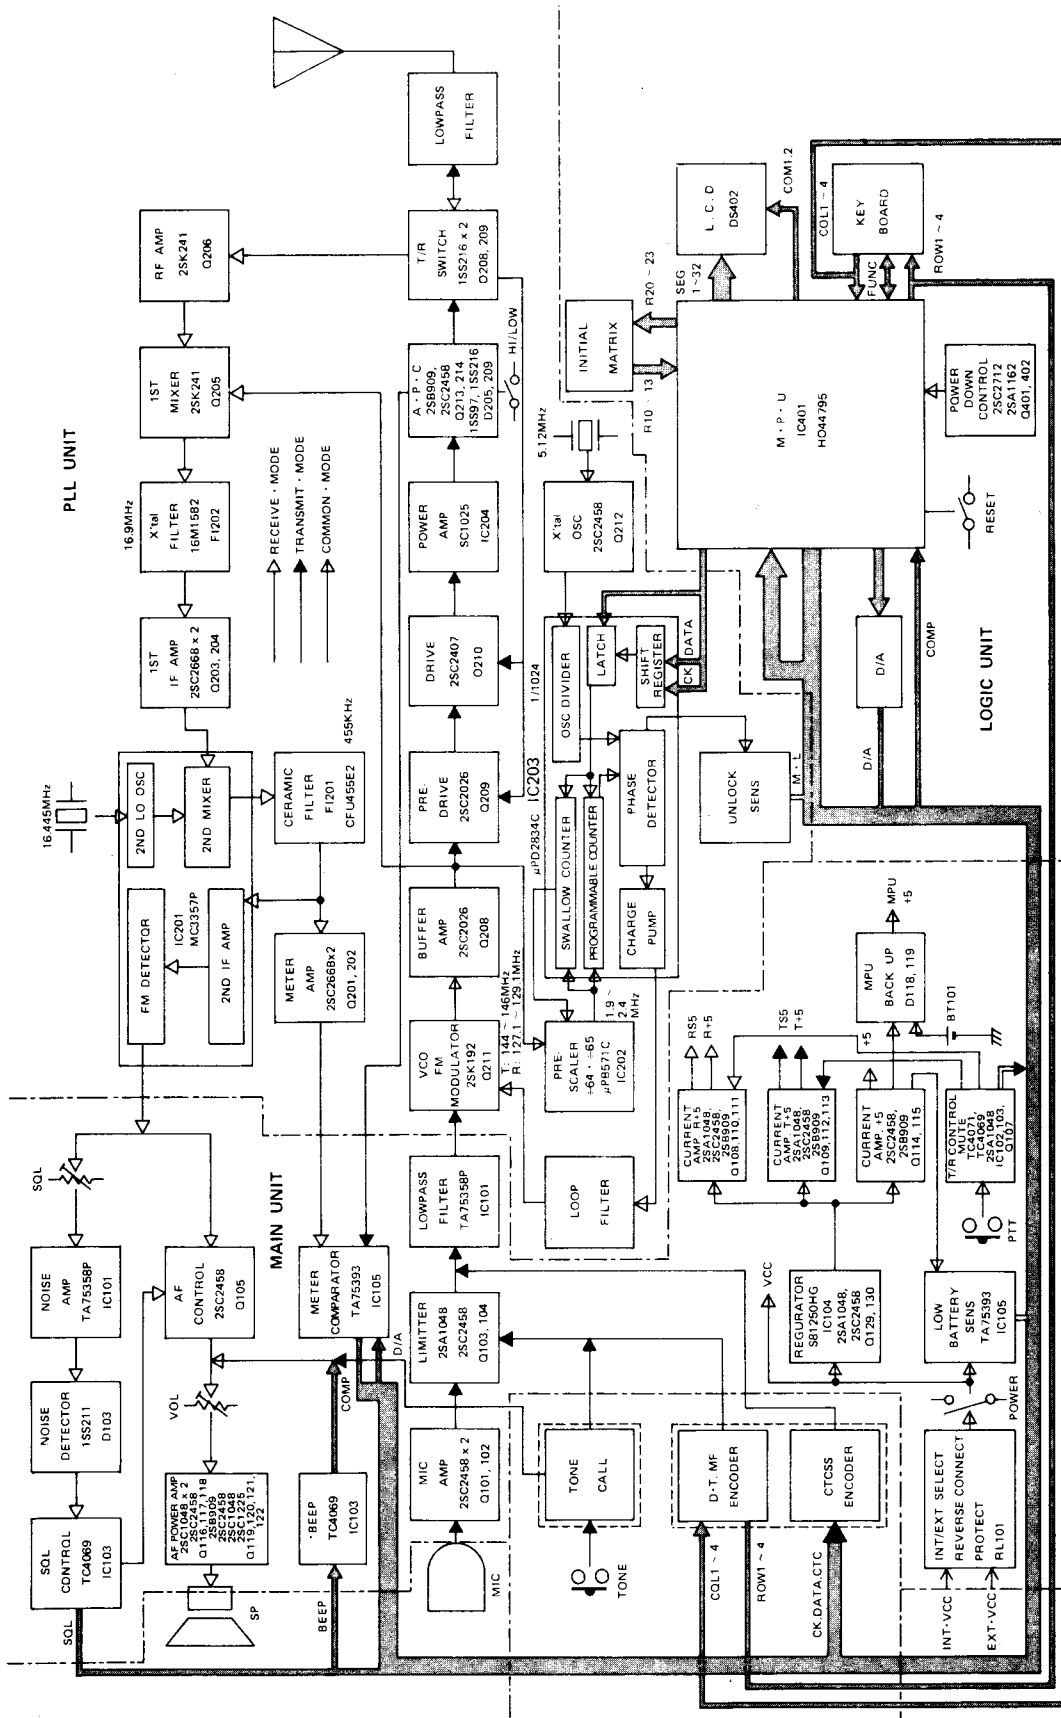 PLL UNIT
RF AMP
2SK241
Q206
1ST
MIXER
2SK241
Q205
16.9MHz
X'tal
FILTER
16M15B2
FI202
1ST
IF AMP
2SC2668 x 2
Q203, 204
16.445MHz
2ND LO OSC
2ND MIXER
FM DETECTOR
IC201
MC3357P
2ND IF AMP
CERAMIC
FILTER
FI201
CFU455E2
455KHz
METER
AMP
2SC2668x2
Q201, 202
RECEIVE · MODE
TRANSMIT · MODE
COMMON · MODE
LOWPASS
FILTER
T/R
SWITCH
1SS216 x 2
D208, 209
A · P · C
2SB909,
2SC2458
Q213, 214
1SS97, 1SS216
D205, 209
HI/LOW
POWER
AMP
SC1025
IC204
DRIVE
2SC2407
Q210
PRE-
DRIVE
2SC2026
Q209
BUFFER
AMP
2SC2026
Q208
VCO
FM
MODULATOR
2SK192
Q211
T: 144 ~ 146MHz
R: 127.1 ~ 129.1MHz
5.12MHz
X'tal
OSC
2SC2458
Q212
1/1024
µPD2834C IC203
OSC DIVIDER
LATCH
SHIFT
REGISTER
CK
DATA
SWALLOW COUNTER
PROGRAMMABLE COUNTER
PHASE
DETECTOR
CHARGE
PUMP
1.9 ~
2.4
MHz
PRE-
SCALER
÷64 · ÷65
µPB571C
IC202
UNLOCK
SENS
M · L
LOOP
FILTER
MAIN UNIT
SQL
NOISE
AMP
TA75358P
IC101
NOISE
DETECTOR
1SS211
D103
SQL
CONTROL
TC4069
IC103
SQL
AF
CONTROL
2SC2458
Q105
VOL
AF POWER AMP
2SC1048 x 2
2SC2458
Q116, 117, 118
2SB909
2SC2458
2SC1048
2SC1225
Q119, 120, 121,
122
SP
METER
COMPARATOR
TA75393
IC105
D/A
COMP
BEEP
TC4069
IC103
BEEP
LOWPASS
FILTER
TA75358P
IC101
LIMITTER
2SA1048
2SC2458
Q103, 104
MIC
AMP
2SC2458 x 2
Q101, 102
MIC
TONE
CALL
TONE
D·T.MF
ENCODER
CTCSS
ENCODER
COL1 ~ 4
ROW1 ~ 4
CK.DATA,CTC
LOGIC UNIT
INITIAL
MATRIX
R20 ~ 23
R10 ~ 13
SEG
1~32
L.C.D
DS402
COM1.2
COL1 ~ 4
KEY
BOARD
FUNC
ROW1 ~ 4
M · P · U
IC401
HD44795
POWER
DOWN
CONTROL
2SC2712
2SA1162
Q401, 402
RESET
D/A
D/A
COMP
CURRENT
AMP. R+5
2SA1048,
2SC2458,
2SB909
Q108,110,111
RS5
R+5
CURRENT
AMP. T+5
2SA1048,
2SC2458
2SB909
Q109,112,113
TS5
T+5
CURRENT
AMP. +5
2SC2458,
2SB909
Q114, 115
+5
MPU
BACK UP
D118, 119
MPU
+5
BT101
T/R CONTROL
MUTE
TC4071,
TC4069
2SA1048
IC102,103,
Q107
PTT
REGURATOR
S81250HG
IC104
2SA1048,
2SC2458
Q129, 130
VCC
LOW
BATTERY
SENS
TA75393
IC105
POWER
INT/EXT SELECT
REVERSE CONNECT
PROTECT
RL101
INT·VCC
EXT·VCC